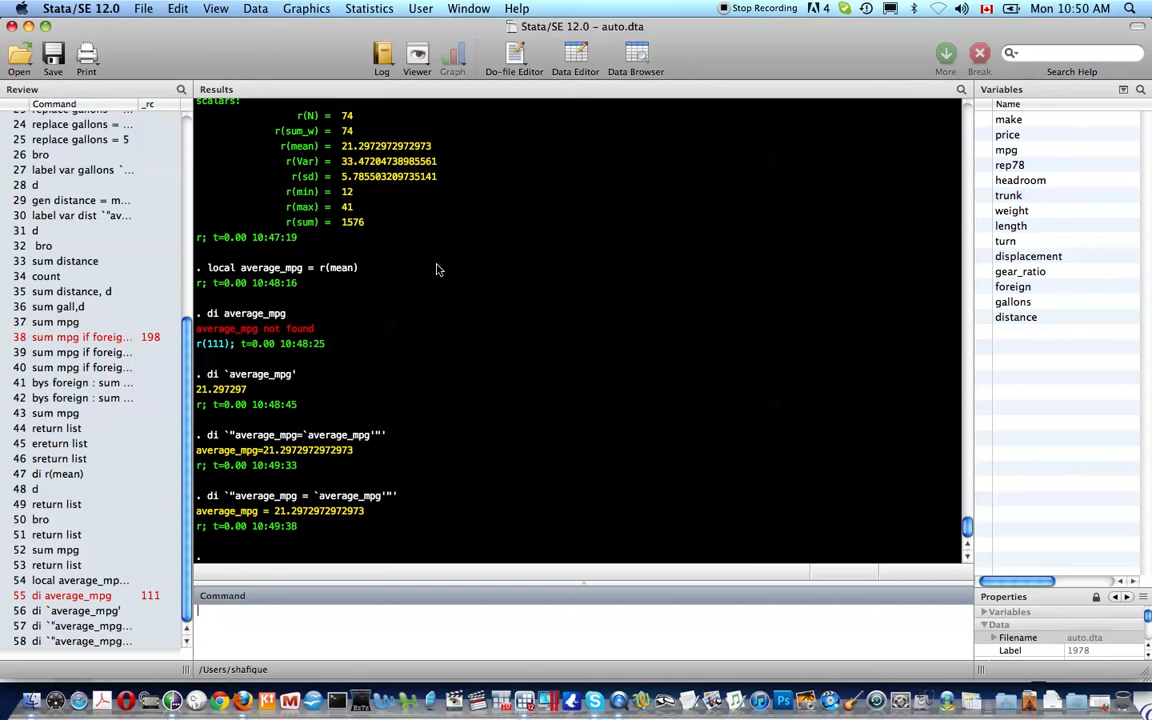 Stata/SE 12.0 File Edit View Data Graphics Statistics User Window Help Stop Recording 4 Mon 10:50 AM
Stata/SE 12.0 - auto.dta
Open Save Print Log Viewer Graph Do-file Editor Data Editor Data Browser More Break Search Help
Review
Command _rc
24 replace gallons = ...
25 replace gallons = 5
26 bro
27 label var gallons `...
28 d
29 gen distance = m...
30 label var dist `"av...
31 d
32 bro
33 sum distance
34 count
35 sum distance, d
36 sum gall,d
37 sum mpg
38 sum mpg if foreig... 198
39 sum mpg if foreig...
40 sum mpg if foreig...
41 bys foreign : sum ...
42 bys foreign : sum ...
43 sum mpg
44 return list
45 ereturn list
46 sreturn list
47 di r(mean)
48 d
49 return list
50 bro
51 return list
52 sum mpg
53 return list
54 local average_mp...
55 di average_mpg 111
56 di `average_mpg'
57 di `"average_mpg...
58 di `"average_mpg...
Results
scalars:
r(N) = 74
r(sum_w) = 74
r(mean) = 21.2972972972973
r(Var) = 33.47204738985561
r(sd) = 5.785503209735141
r(min) = 12
r(max) = 41
r(sum) = 1576
r; t=0.00 10:47:19
. local average_mpg = r(mean)
r; t=0.00 10:48:16
. di average_mpg
average_mpg not found
r(111); t=0.00 10:48:25
. di `average_mpg'
21.297297
r; t=0.00 10:48:45
. di `"average_mpg=`average_mpg'"'
average_mpg=21.2972972972973
r; t=0.00 10:49:33
. di `"average_mpg = `average_mpg'"'
average_mpg = 21.2972972972973
r; t=0.00 10:49:38
.
Command
/Users/shafique
Variables
Name
make
price
mpg
rep78
headroom
trunk
weight
length
turn
displacement
gear_ratio
foreign
gallons
distance
Properties
Variables
Data
Filename auto.dta
Label 1978